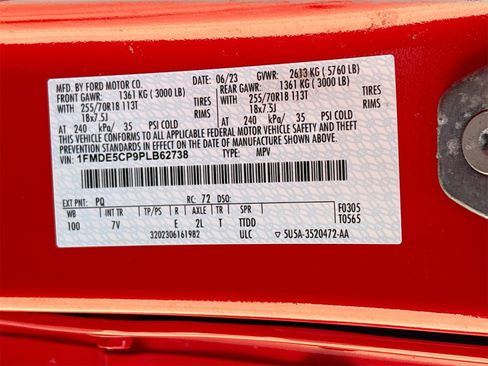 MFD. BY FORD MOTOR CO. DATE: 06/23 GVWR: 2613 KG (5760 LB)
FRONT GAWR: 1361 KG (3000 LB) REAR GAWR: 1361 KG (3000 LB)
WITH 255/70R18 113T TIRES WITH 255/70R18 113T TIRES
18x7.5J RIMS 18x7.5J RIMS
AT 240 kPa/ 35 PSI COLD AT 240 kPa/ 35 PSI COLD
THIS VEHICLE CONFORMS TO ALL APPLICABLE FEDERAL MOTOR VEHICLE SAFETY, BUMPER, AND THEFT
PREVENTION STANDARDS IN EFFECT ON THE DATE OF MANUFACTURE SHOWN ABOVE.
VIN: 1FMDE5CP9PLB62738 TYPE: MPV
EXT PNT: PQ RC: 72 DSO:
WB INT TR TP/PS R AXLE TR SPR F0305
100 7V E 2L T TTDD T0565
3202306161982 ULC 5U5A-3520472-AA